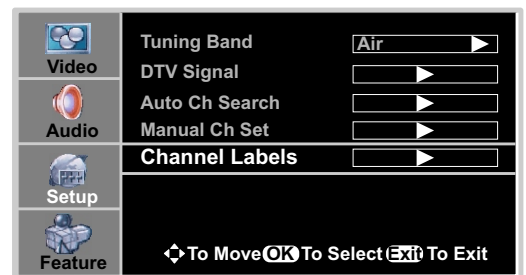 Video
Audio
Setup
Feature
Tuning Band Air
DTV Signal
Auto Ch Search
Manual Ch Set
Channel Labels
To Move OK To Select Exit To Exit